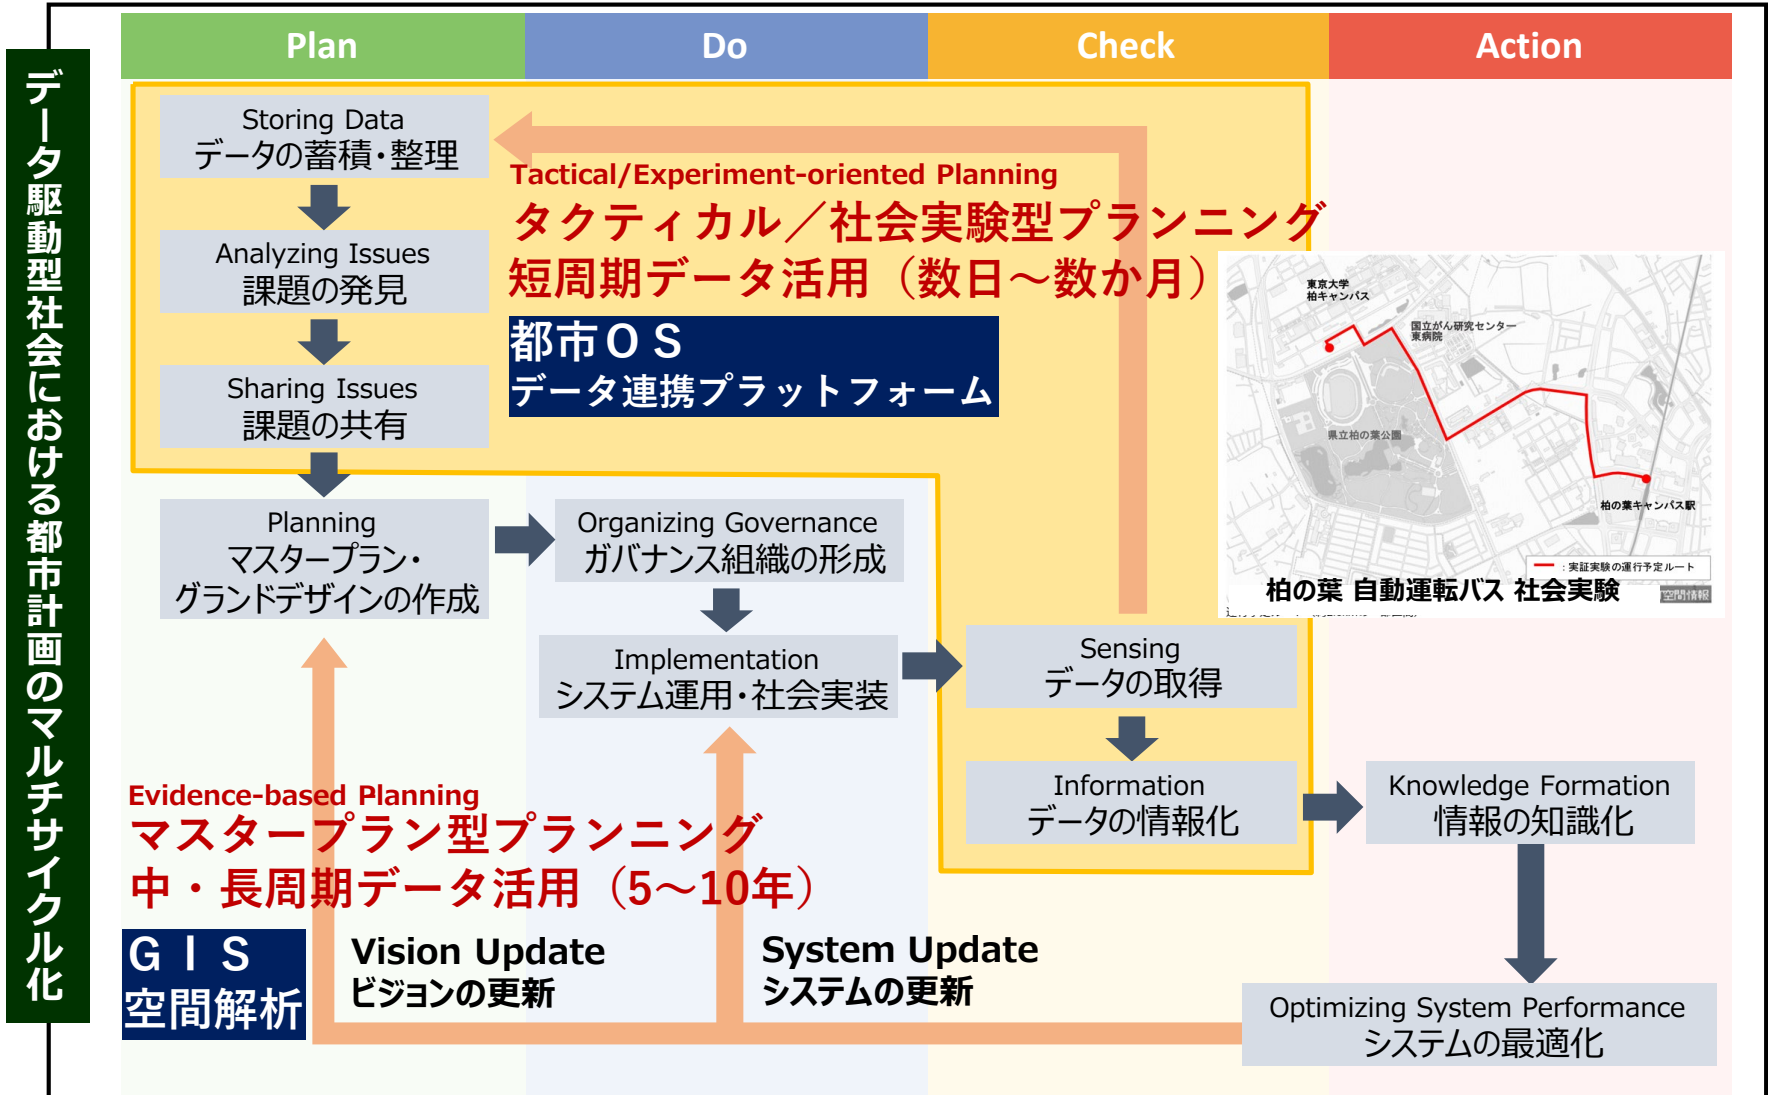 データ駆動型社会における都市計画のマルチサイクル化
Plan
Do
Check
Action
Storing Data
データの蓄積・整理
Analyzing Issues
課題の発見
Sharing Issues
課題の共有
Tactical/Experiment-oriented Planning
タクティカル／社会実験型プランニング
短周期データ活用（数日～数か月）
都市ＯＳ
データ連携プラットフォーム
東京大学
柏キャンパス
国立がん研究センター
東病院
県立柏の葉公園
柏の葉キャンパス駅
：実証実験の運行予定ルート
柏の葉 自動運転バス 社会実験
空間情報
Planning
マスタープラン・
グランドデザインの作成
Organizing Governance
ガバナンス組織の形成
Implementation
システム運用・社会実装
Sensing
データの取得
Information
データの情報化
Knowledge Formation
情報の知識化
Evidence-based Planning
マスタープラン型プランニング
中・長周期データ活用（5～10年）
ＧＩＳ
空間解析
Vision Update
ビジョンの更新
System Update
システムの更新
Optimizing System Performance
システムの最適化